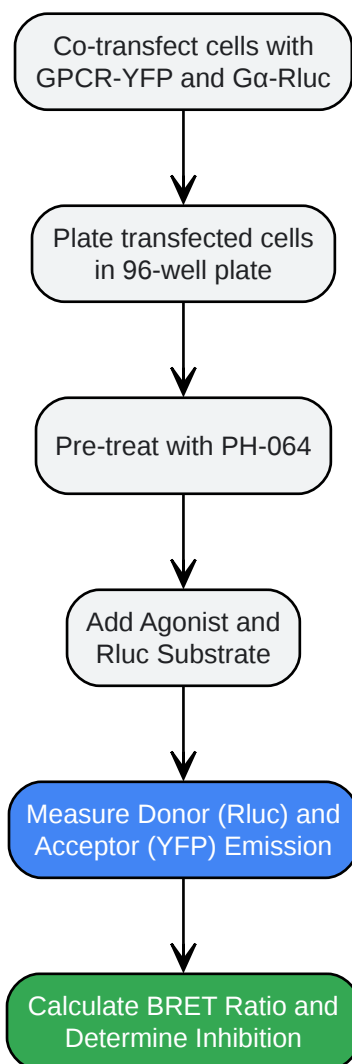 Co-transfect cells with
GPCR-YFP and Gα-Rluc
Plate transfected cells
in 96-well plate
Pre-treat with PH-064
Add Agonist and
Rluc Substrate
Measure Donor (Rluc) and
Acceptor (YFP) Emission
Calculate BRET Ratio and
Determine Inhibition